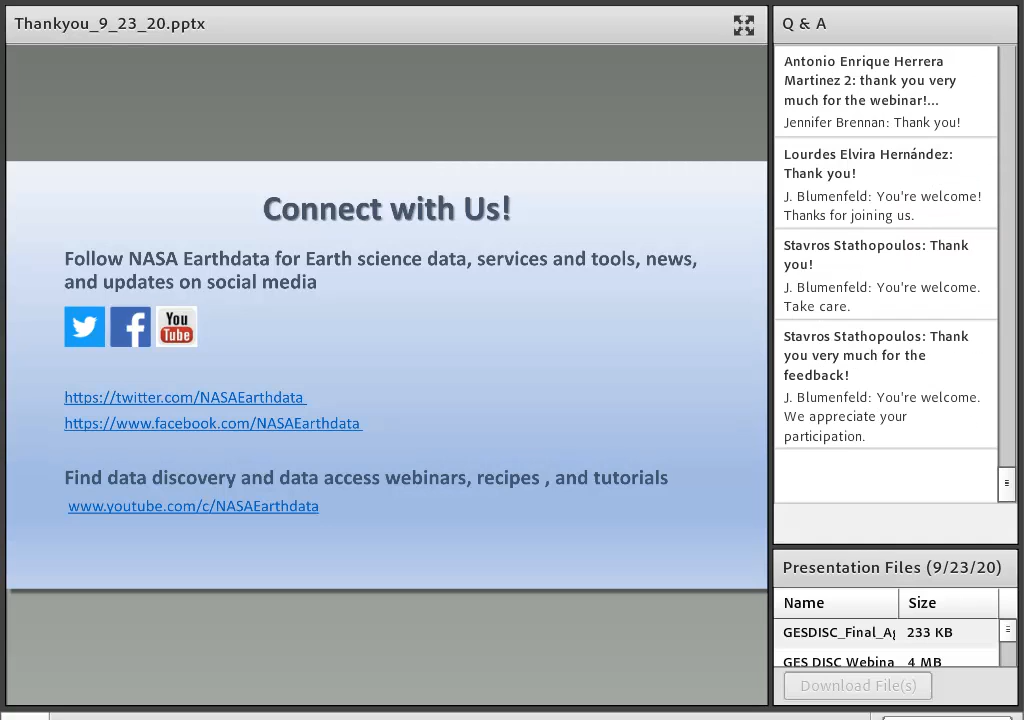 Thankyou_9_23_20.pptx
Connect with Us!
Follow NASA Earthdata for Earth science data, services and tools, news,
and updates on social media
You
Tube
https://twitter.com/NASAEarthdata
https://www.facebook.com/NASAEarthdata
Find data discovery and data access webinars, recipes , and tutorials
www.youtube.com/c/NASAEarthdata
Q & A
Antonio Enrique Herrera
Martinez 2: thank you very
much for the webinar!...
Jennifer Brennan: Thank you!
Lourdes Elvira Hernández:
Thank you!
J. Blumenfeld: You're welcome!
Thanks for joining us.
Stavros Stathopoulos: Thank
you!
J. Blumenfeld: You're welcome.
Take care.
Stavros Stathopoulos: Thank
you very much for the
feedback!
J. Blumenfeld: You're welcome.
We appreciate your
participation.
Presentation Files (9/23/20)
Name Size
GESDISC_Final_Ag 233 KB
GES DISC Webina 4 MB
Download File(s)